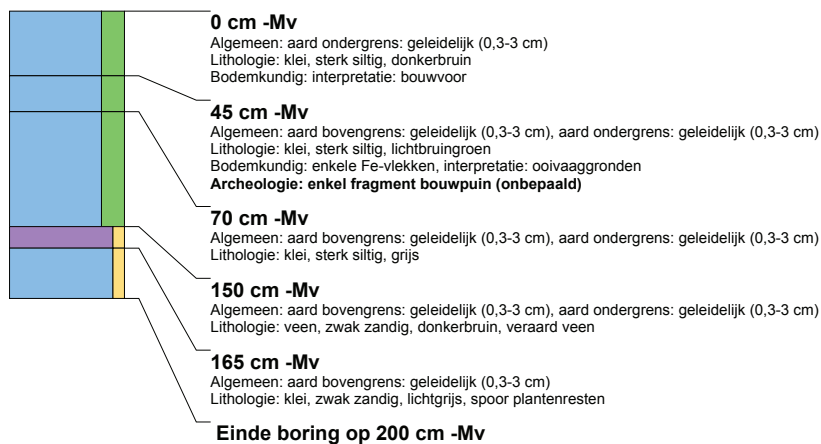 0 cm -Mv
Algemeen: aard ondergrens: geleidelijk (0,3-3 cm)
Lithologie: klei, sterk siltig, donkerbruin
Bodemkundig: interpretatie: bouwvoor
45 cm -Mv
Algemeen: aard bovengrens: geleidelijk (0,3-3 cm), aard ondergrens: geleidelijk (0,3-3 cm)
Lithologie: klei, sterk siltig, lichtbruingroen
Bodemkundig: enkele Fe-vlekken, interpretatie: ooivaaggronden
Archeologie: enkel fragment bouwpuin (onbepaald)
70 cm -Mv
Algemeen: aard bovengrens: geleidelijk (0,3-3 cm), aard ondergrens: geleidelijk (0,3-3 cm)
Lithologie: klei, sterk siltig, grijs
150 cm -Mv
Algemeen: aard bovengrens: geleidelijk (0,3-3 cm), aard ondergrens: geleidelijk (0,3-3 cm)
Lithologie: veen, zwak zandig, donkerbruin, veraard veen
165 cm -Mv
Algemeen: aard bovengrens: geleidelijk (0,3-3 cm)
Lithologie: klei, zwak zandig, lichtgrijs, spoor plantenresten
Einde boring op 200 cm -Mv